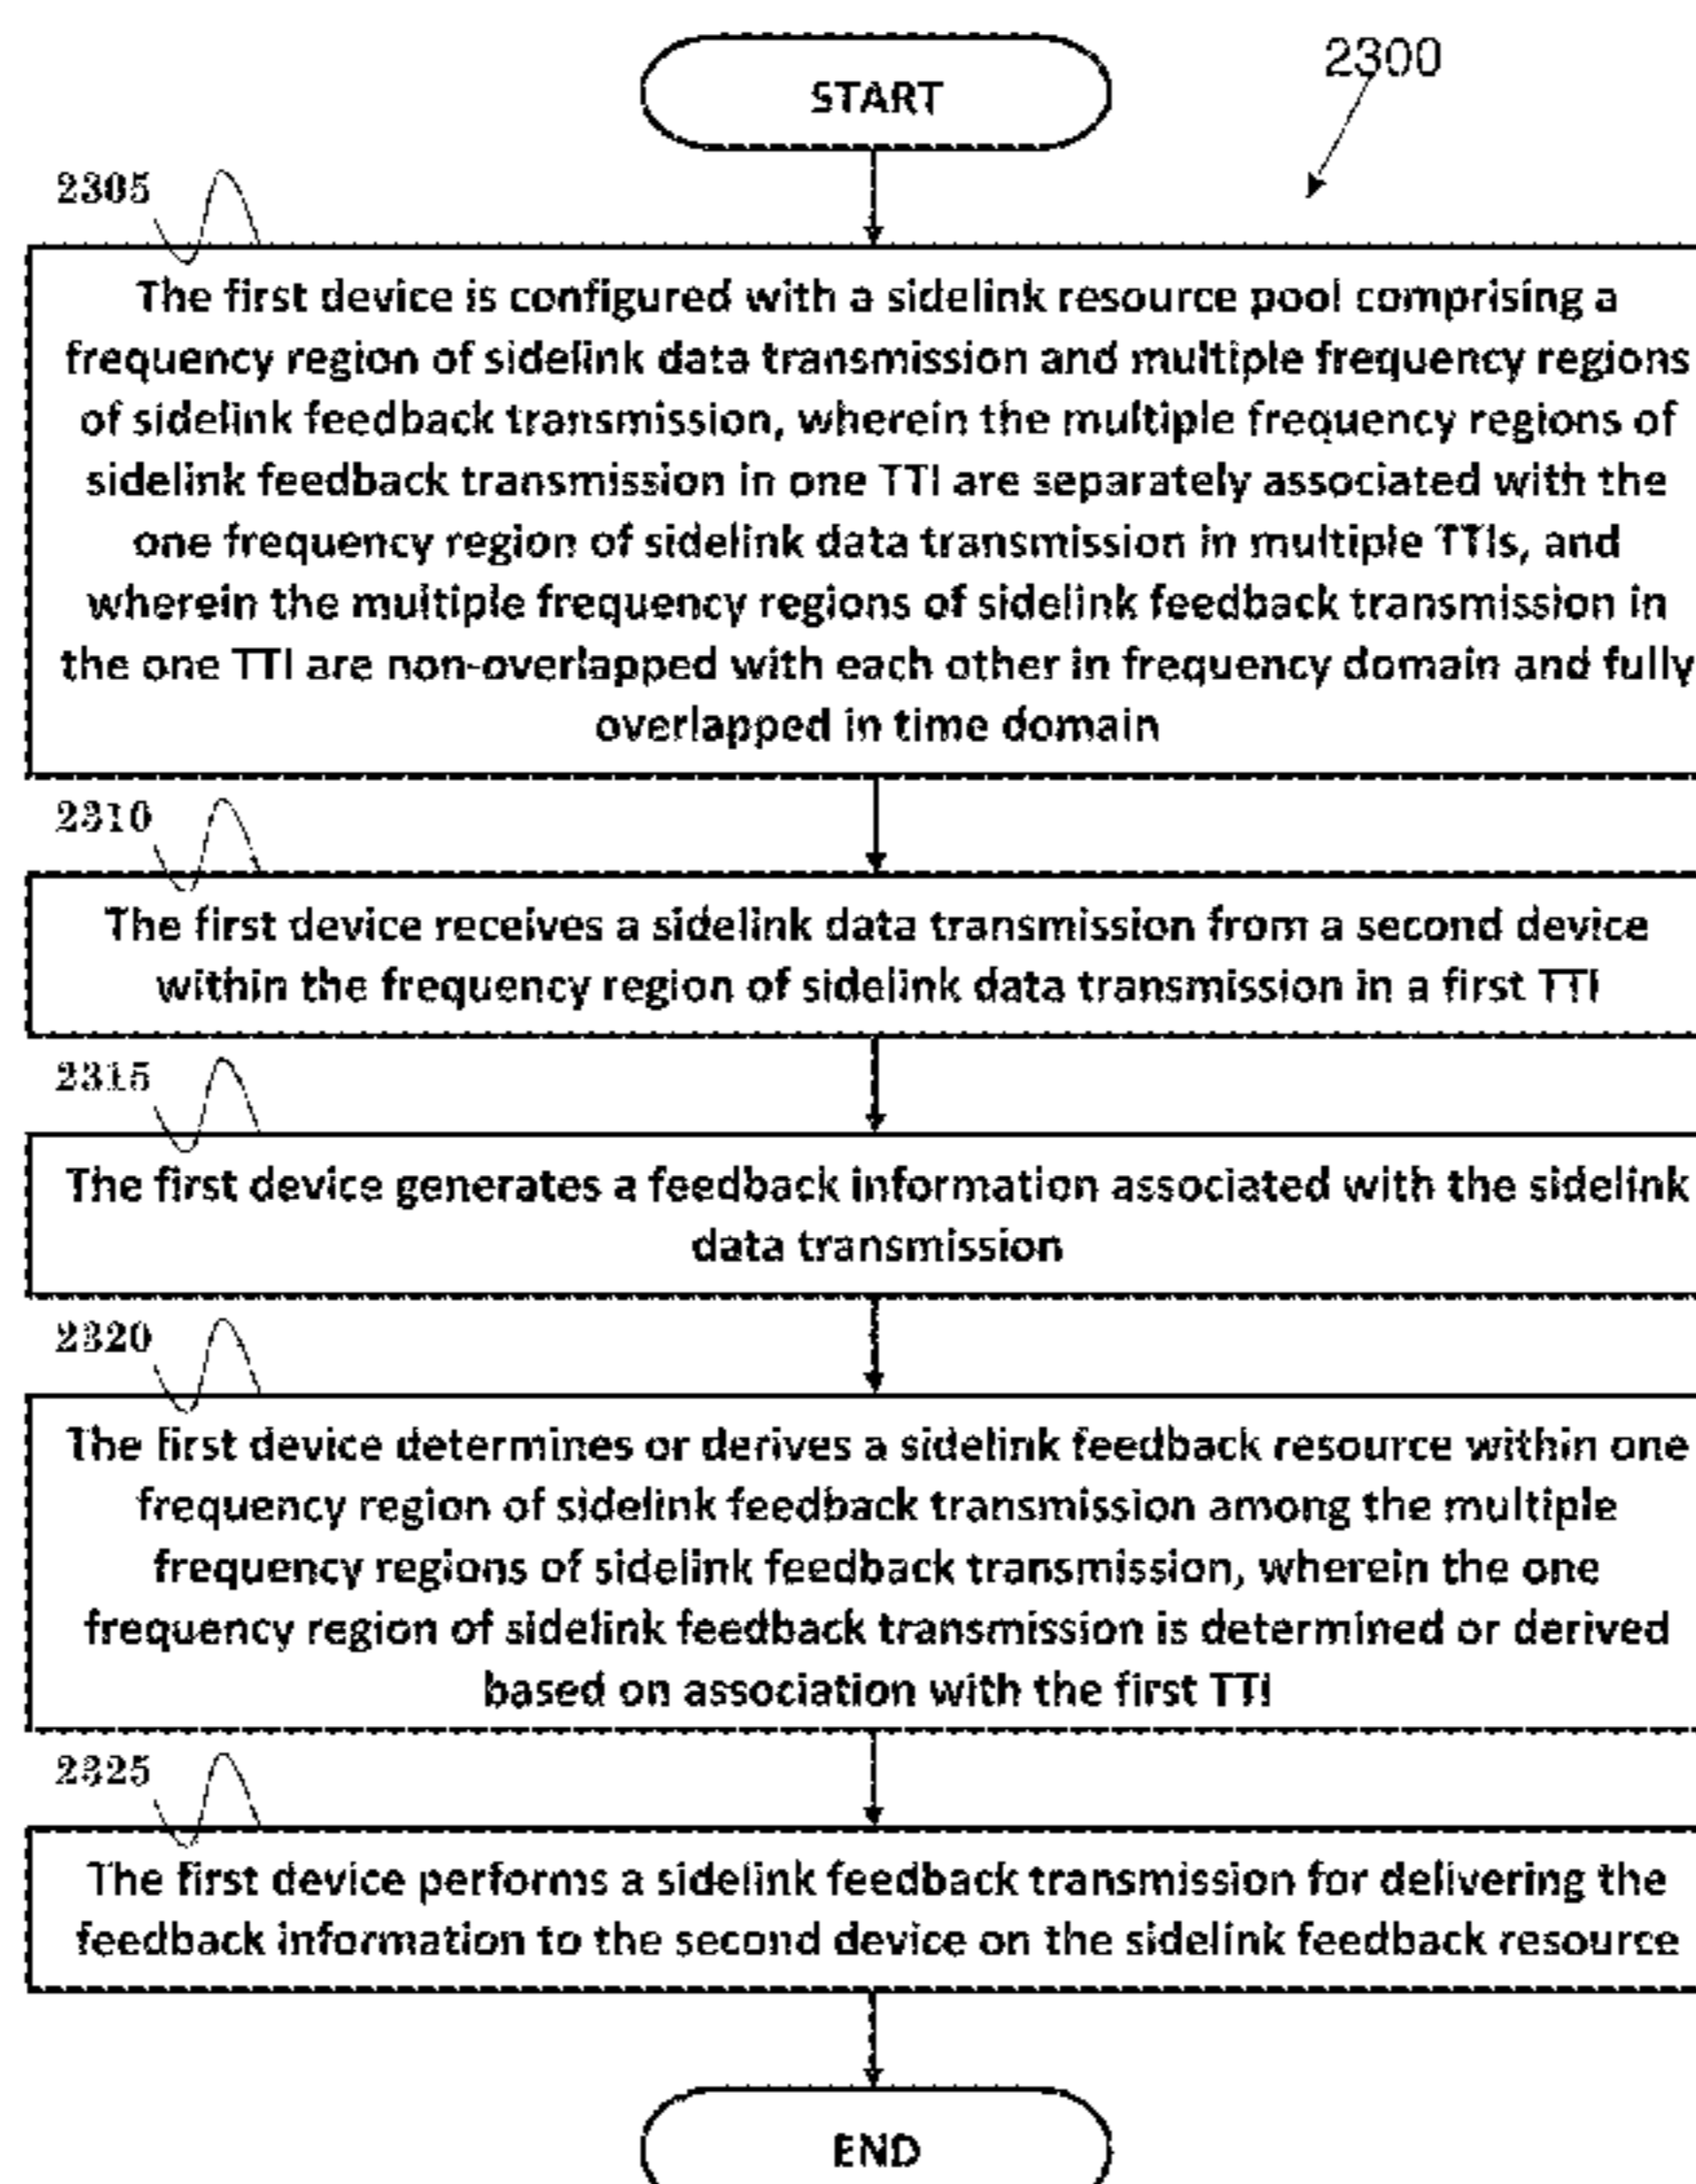 START
2300
2305
The first device is configured with a sidelink resource pool comprising a
frequency region of sidelink data transmission and multiple frequency regions
of sidelink feedback transmission, wherein the multiple frequency regions of
sidelink feedback transmission in one TTI are separately associated with the
one frequency region of sidelink data transmission in multiple TTIs, and
wherein the multiple frequency regions of sidelink feedback transmission in
the one TTI are non-overlapped with each other in frequency domain and fully
overlapped in time domain
2310
The first device receives a sidelink data transmission from a second device
within the frequency region of sidelink data transmission in a first TTI
2315
The first device generates a feedback information associated with the sidelink
data transmission
2320
The first device determines or derives a sidelink feedback resource within one
frequency region of sidelink feedback transmission among the multiple
frequency regions of sidelink feedback transmission, wherein the one
frequency region of sidelink feedback transmission is determined or derived
based on association with the first TTI
2325
The first device performs a sidelink feedback transmission for delivering the
feedback information to the second device on the sidelink feedback resource
END